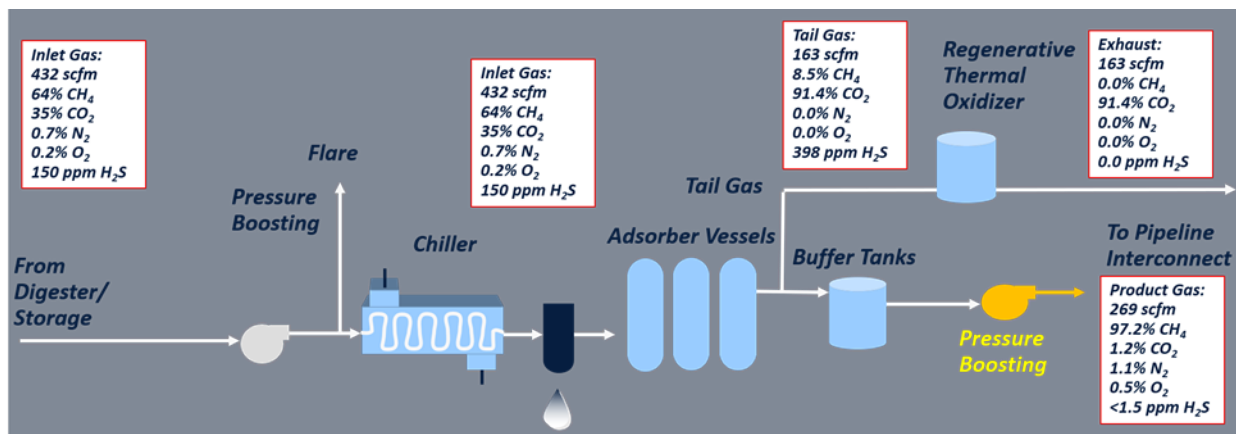 Inlet Gas:
432 scfm
64% CH₄
35% CO₂
0.7% N₂
0.2% O₂
150 ppm H₂S
Flare
Pressure
Boosting
From
Digester/
Storage
Chiller
Inlet Gas:
432 scfm
64% CH₄
35% CO₂
0.7% N₂
0.2% O₂
150 ppm H₂S
Adsorber Vessels
Tail Gas
Tail Gas:
163 scfm
8.5% CH₄
91.4% CO₂
0.0% N₂
0.0% O₂
398 ppm H₂S
Regenerative
Thermal
Oxidizer
Exhaust:
163 scfm
0.0% CH₄
91.4% CO₂
0.0% N₂
0.0% O₂
0.0 ppm H₂S
Buffer Tanks
Pressure
Boosting
To Pipeline
Interconnect
Product Gas:
269 scfm
97.2% CH₄
1.2% CO₂
1.1% N₂
0.5% O₂
<1.5 ppm H₂S